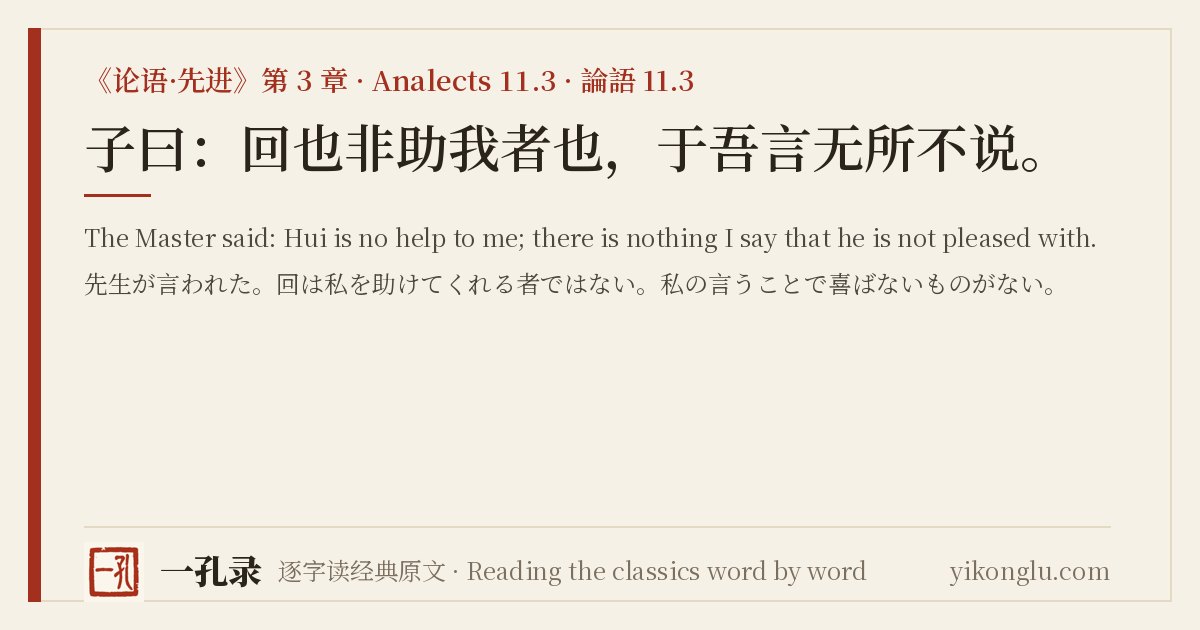 《论语·先进》第 3 章 · Analects 11.3 · 論語 11.3
子曰：回也非助我者也，于吾言无所不说。
The Master said: Hui is no help to me; there is nothing I say that he is not pleased with.
先生が言われた。回は私を助けてくれる者ではない。私の言うことで喜ばないものがない。
一孔
一孔录 逐字读经典原文 · Reading the classics word by word yikonglu.com